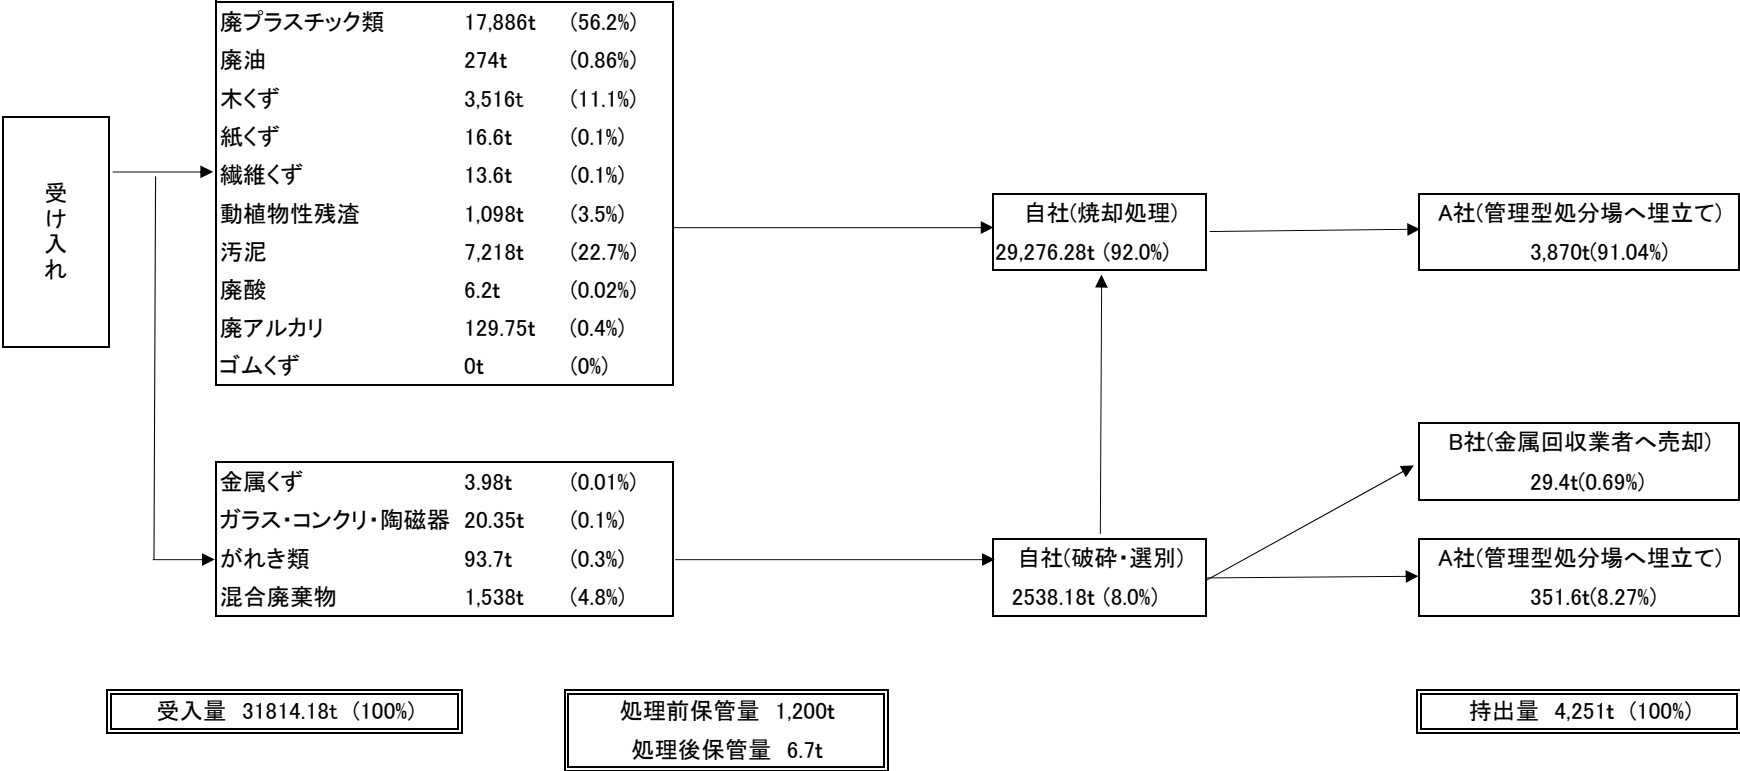 受け入れ
廃プラスチック類 17,886t (56.2%)
廃油 274t (0.86%)
木くず 3,516t (11.1%)
紙くず 16.6t (0.1%)
繊維くず 13.6t (0.1%)
動植物性残渣 1,098t (3.5%)
汚泥 7,218t (22.7%)
廃酸 6.2t (0.02%)
廃アルカリ 129.75t (0.4%)
ゴムくず 0t (0%)
自社(焼却処理)
29,276.28t (92.0%)
A社(管理型処分場へ埋立て)
3,870t(91.04%)
金属くず 3.98t (0.01%)
ガラス・コンクリ・陶磁器 20.35t (0.1%)
がれき類 93.7t (0.3%)
混合廃棄物 1,538t (4.8%)
自社(破砕・選別)
2538.18t (8.0%)
B社(金属回収業者へ売却)
29.4t(0.69%)
A社(管理型処分場へ埋立て)
351.6t(8.27%)
受入量 31814.18t (100%)
処理前保管量 1,200t
処理後保管量 6.7t
持出量 4,251t (100%)